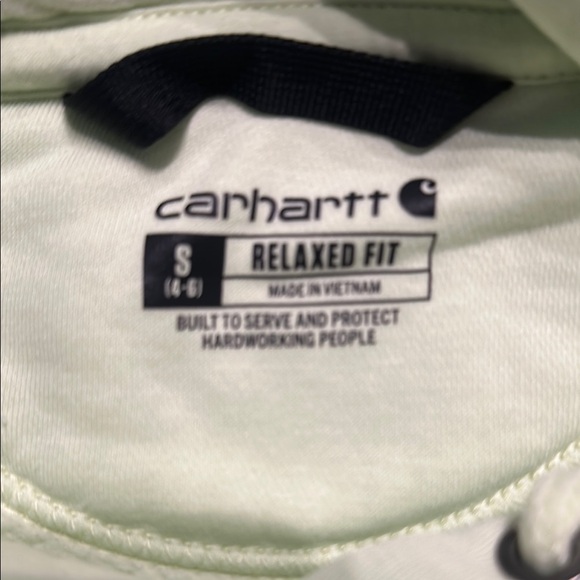 carhartt
S
(4-6)
RELAXED FIT
MADE IN VIETNAM
BUILT TO SERVE AND PROTECT
HARDWORKING PEOPLE